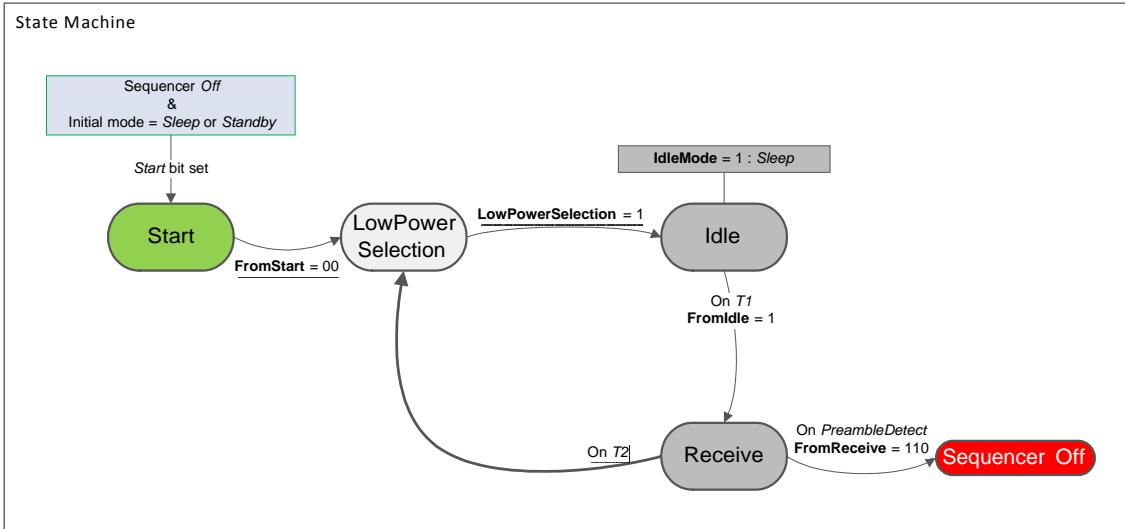 State Machine
Sequencer Off
&
Initial mode = Sleep or Standby
Start bit set
IdleMode = 1 : Sleep
Start
LowPower
Selection
LowPowerSelection = 1
Idle
FromStart = 00
On T1
FromIdle = 1
On T2
Receive
On PreambleDetect
FromReceive = 110
Sequencer Off